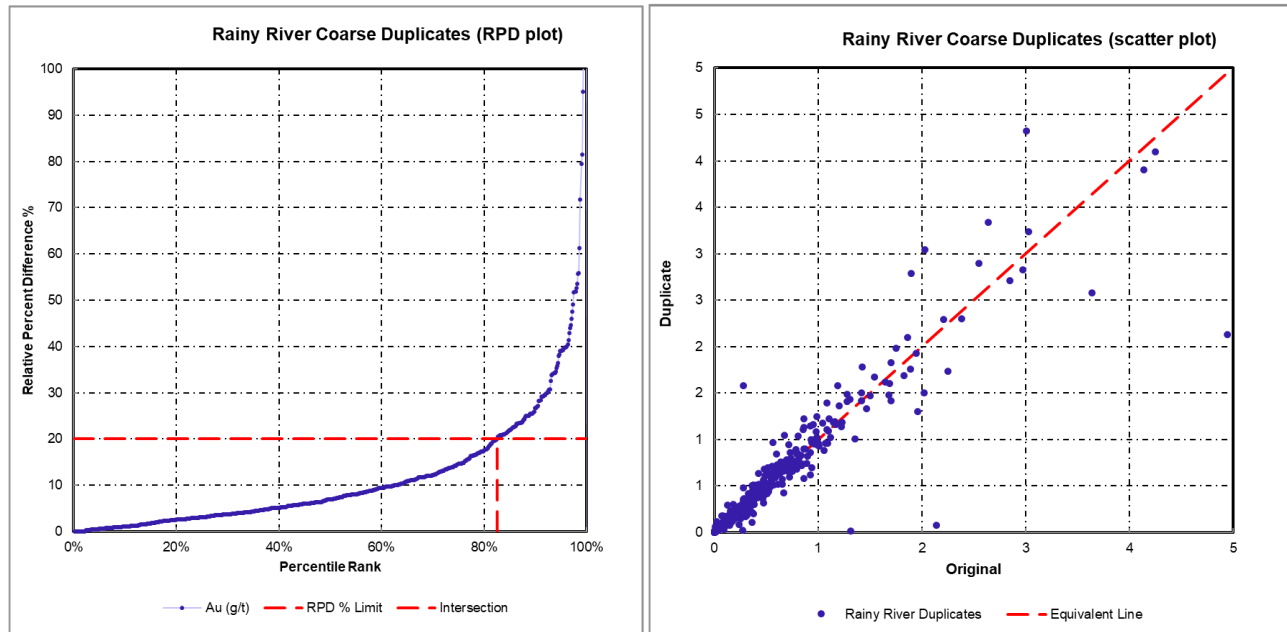 Rainy River Coarse Duplicates (RPD plot)
Relative Percent Difference %
100
90
80
70
60
50
40
30
20
10
0
0% 20% 40% 60% 80% 100%
Percentile Rank
Au (g/t) RPD % Limit Intersection
Rainy River Coarse Duplicates (scatter plot)
Duplicate
5
5
4
4
3
3
2
2
1
1
0
0 1 2 3 4 5
Original
Rainy River Duplicates Equivalent Line